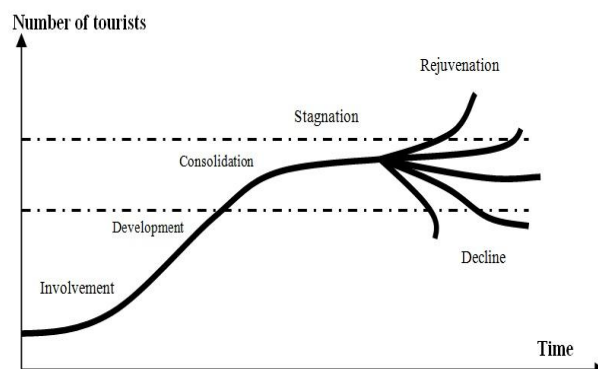 Number of tourists
Rejuvenation
Stagnation
Consolidation
Development
Decline
Involvement
Time